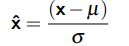 x̂ = (x − μ) / σ